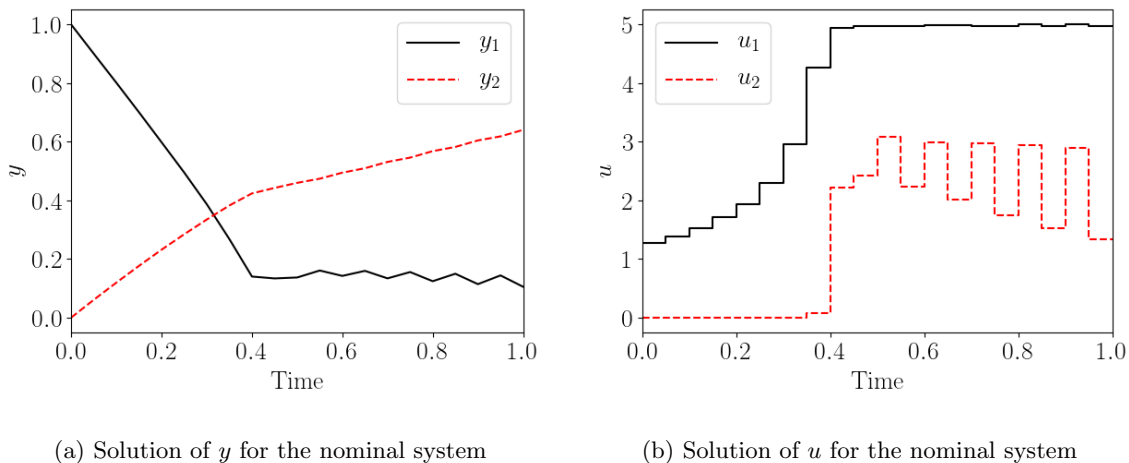 1.0
0.8
0.6
0.4
0.2
0.0
y
0.0 0.2 0.4 0.6 0.8 1.0
Time
y₁
y₂
(a) Solution of y for the nominal system
5
4
3
2
1
0
u
0.0 0.2 0.4 0.6 0.8 1.0
Time
u₁
u₂
(b) Solution of u for the nominal system